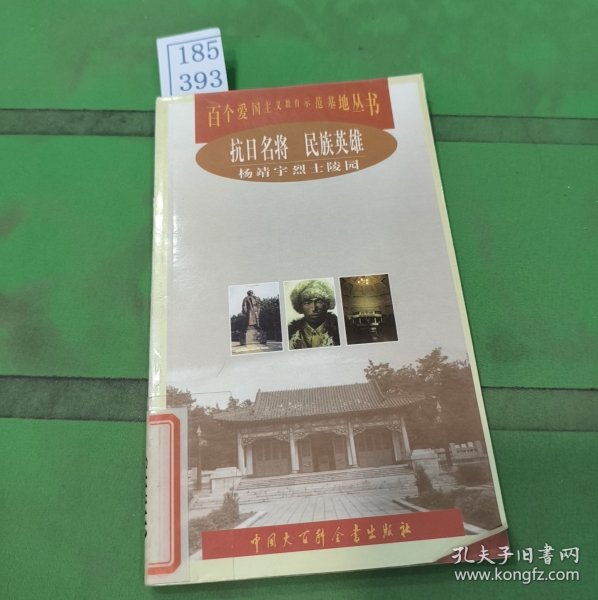 185
393
百个爱国主义教育示范基地丛书
抗日名将 民族英雄
杨靖宇烈士陵园
中国大百科全书出版社
孔夫子旧书网
www.kongfz.com